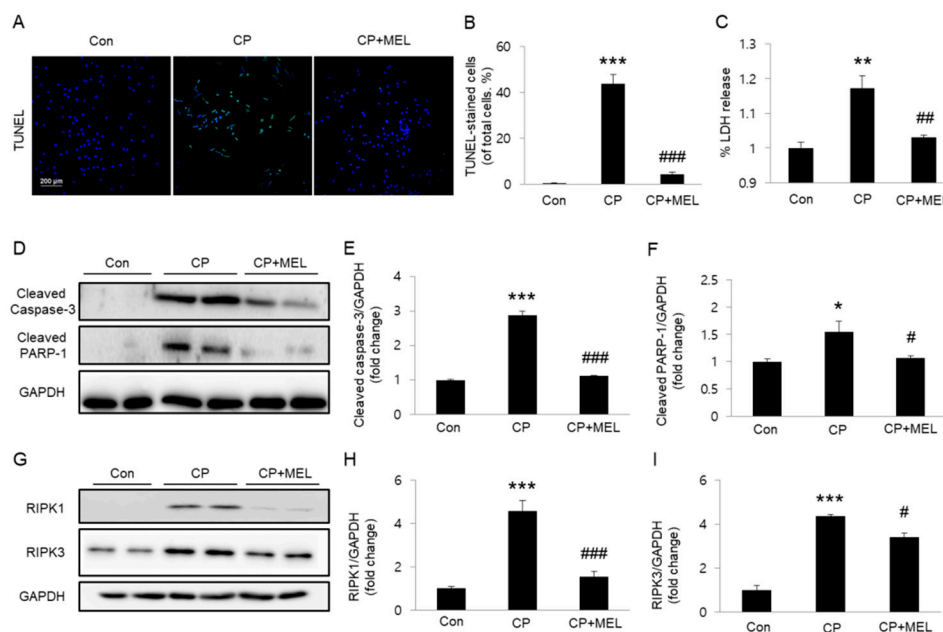 A
Con
CP
CP+MEL
TUNEL
200 μm
B
TUNEL-stained cells
(of total cells. %)
60
40
20
0
***
###
Con
CP
CP+MEL
C
% LDH release
1.3
1.2
1.1
1
0.9
**
##
Con
CP
CP+MEL
D
Con
CP
CP+MEL
Cleaved
Caspase-3
Cleaved
PARP-1
GAPDH
E
Cleaved caspase-3/GAPDH
(fold change)
4
3
2
1
0
***
###
Con
CP
CP+MEL
F
Cleaved PARP-1/GAPDH
(fold change)
2.5
2
1.5
1
0.5
0
*
#
Con
CP
CP+MEL
G
Con
CP
CP+MEL
RIPK1
RIPK3
GAPDH
H
RIPK1/GAPDH
(fold change)
6
4
2
0
***
###
Con
CP
CP+MEL
I
RIPK3/GAPDH
(fold change)
6
4
2
0
***
#
Con
CP
CP+MEL